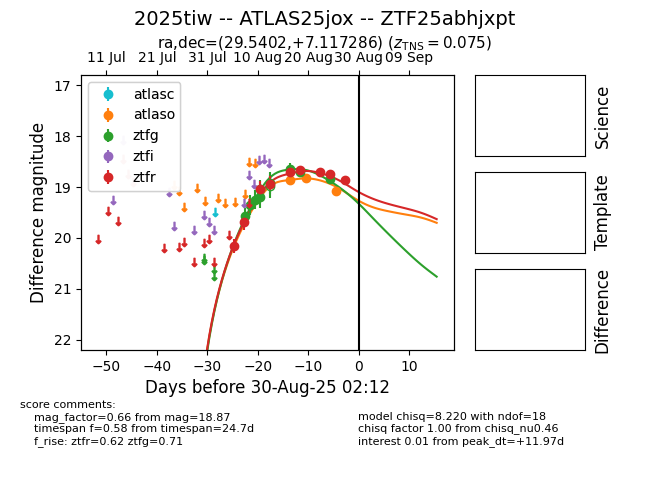 2025tiw -- ATLAS25jox -- ZTF25abhjxpt
ra,dec=(29.5402,+7.117286) (zTNS = 0.075)
11 Jul 21 Jul 31 Jul 10 Aug 20 Aug 30 Aug 09 Sep
17
18
19
20
21
22
Difference magnitude
atlasc
atlaso
ztfg
ztfi
ztfr
−50 −40 −30 −20 −10 0 10
Days before 30-Aug-25 02:12
Science
Template
Difference
score comments:
mag_factor=0.66 from mag=18.87
timespan f=0.58 from timespan=24.7d
f_rise: ztfr=0.62 ztfg=0.71
model chisq=8.220 with ndof=18
chisq factor 1.00 from chisq_nu0.46
interest 0.01 from peak_dt=+11.97d